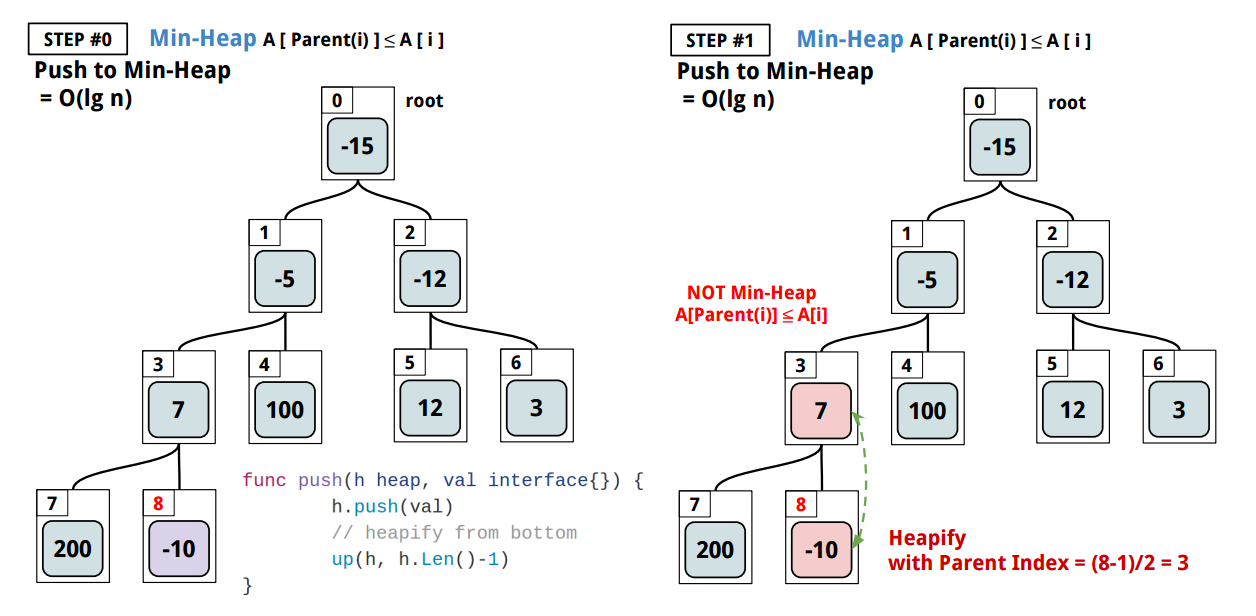 STEP #0
Min-Heap A [ Parent(i) ] ≤ A [ i ]
Push to Min-Heap
= O(lg n)
0
root
-15
1
2
-5
-12
3
4
5
6
7
100
12
3
7
8
200
-10
func push(h heap, val interface{}) {
h.push(val)
// heapify from bottom
up(h, h.Len()-1)
}
STEP #1
Min-Heap A [ Parent(i) ] ≤ A [ i ]
Push to Min-Heap
= O(lg n)
0
root
-15
1
2
-5
-12
NOT Min-Heap
A[Parent(i)] ≤ A[i]
3
4
5
6
7
100
12
3
7
8
200
-10
Heapify
with Parent Index = (8-1)/2 = 3